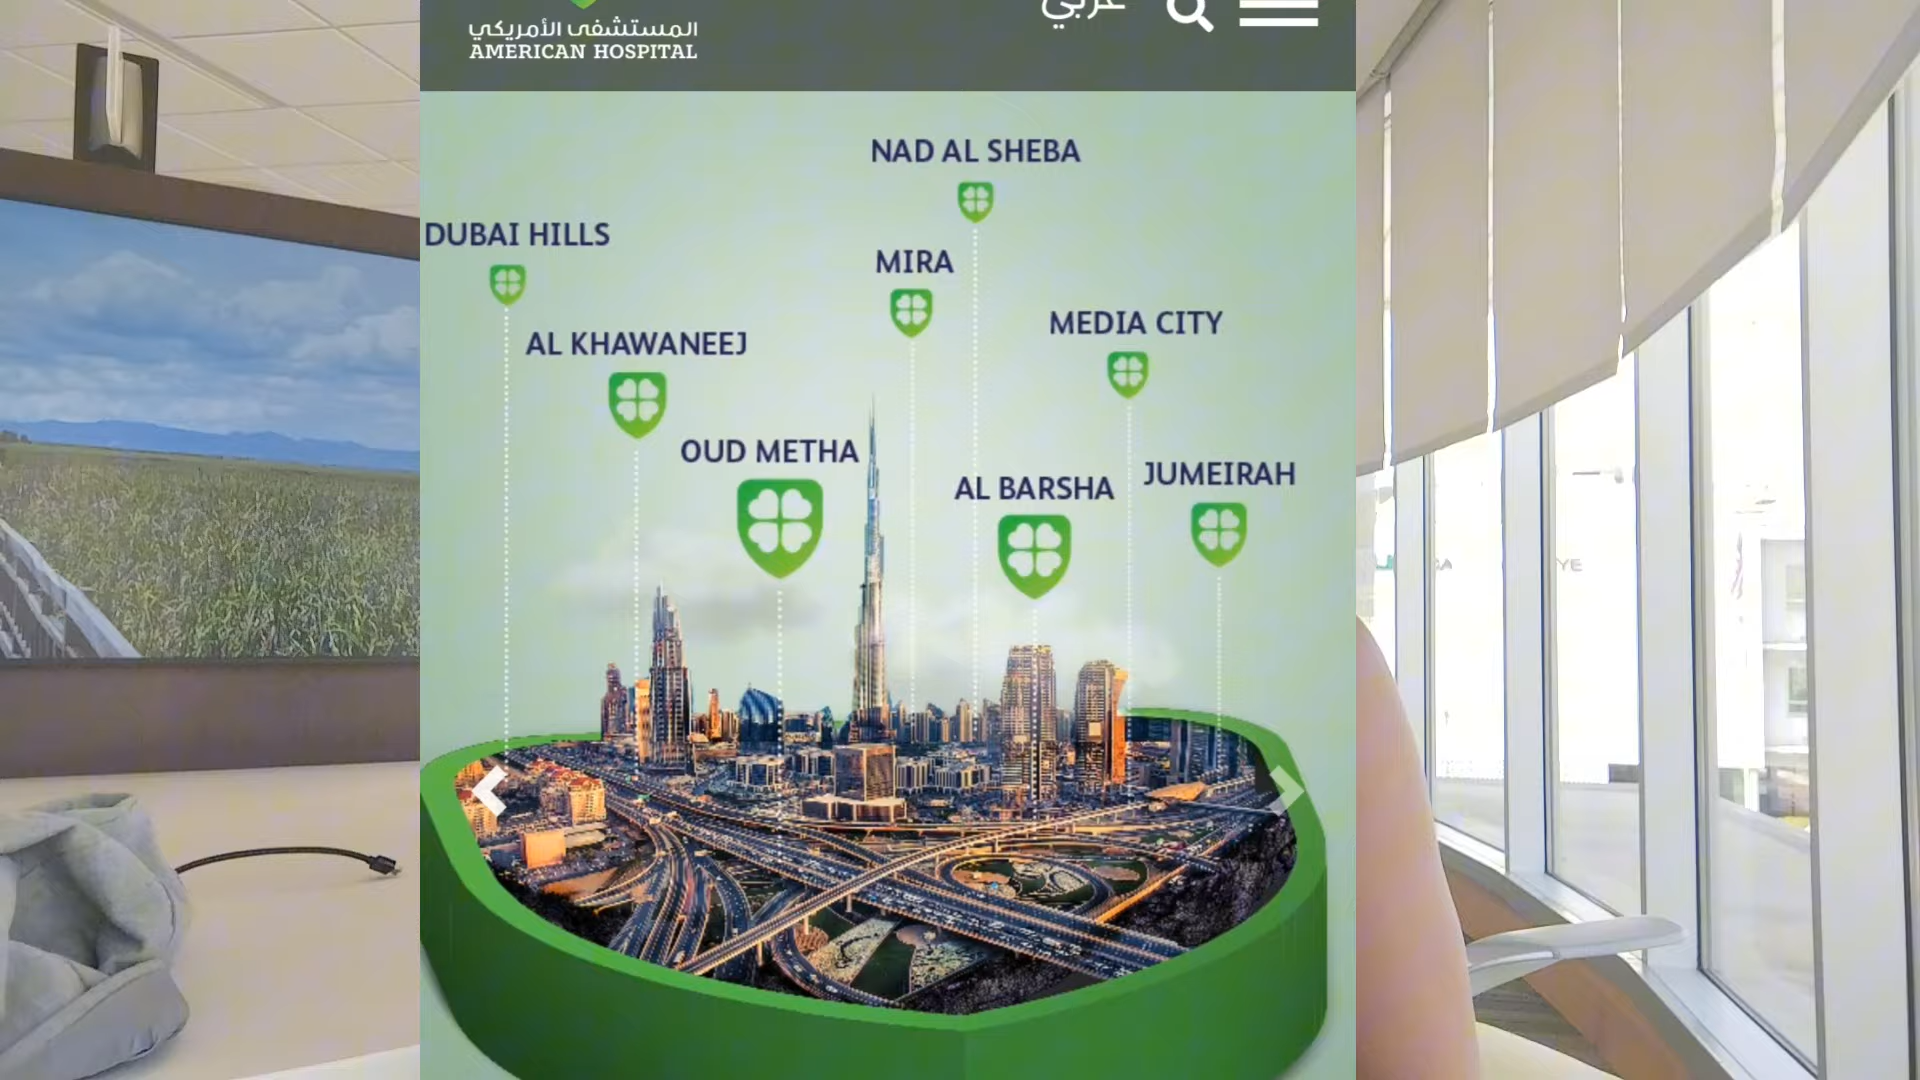 المستشفى الأمريكي
AMERICAN HOSPITAL
عربي
NAD AL SHEBA
DUBAI HILLS
MIRA
MEDIA CITY
AL KHAWANEEJ
OUD METHA
JUMEIRAH
AL BARSHA